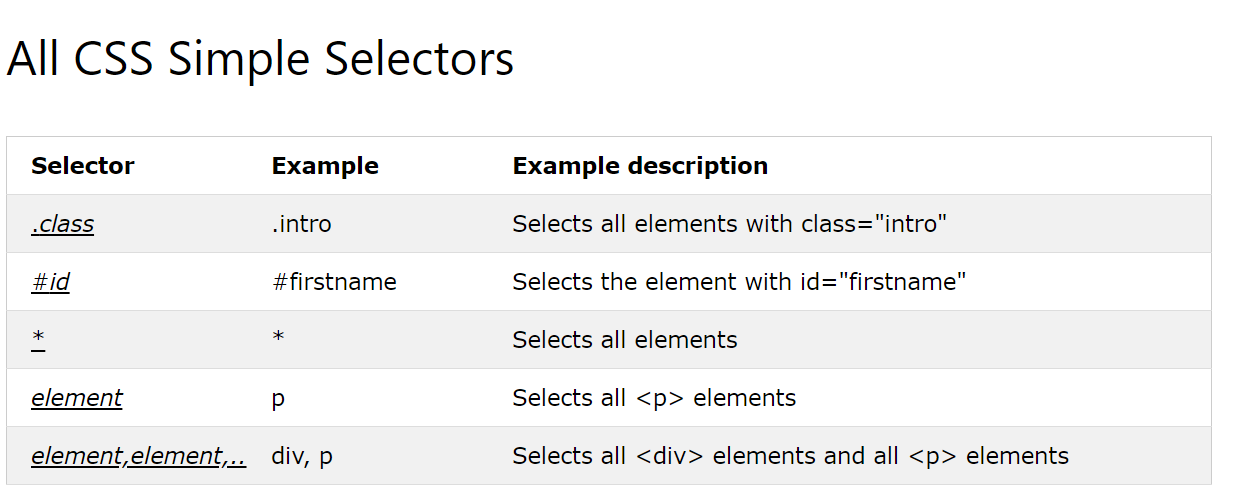 All CSS Simple Selectors
Selector Example Example description
.class .intro Selects all elements with class="intro"
#id #firstname Selects the element with id="firstname"
* * Selects all elements
element p Selects all <p> elements
element,element,.. div, p Selects all <div> elements and all <p> elements